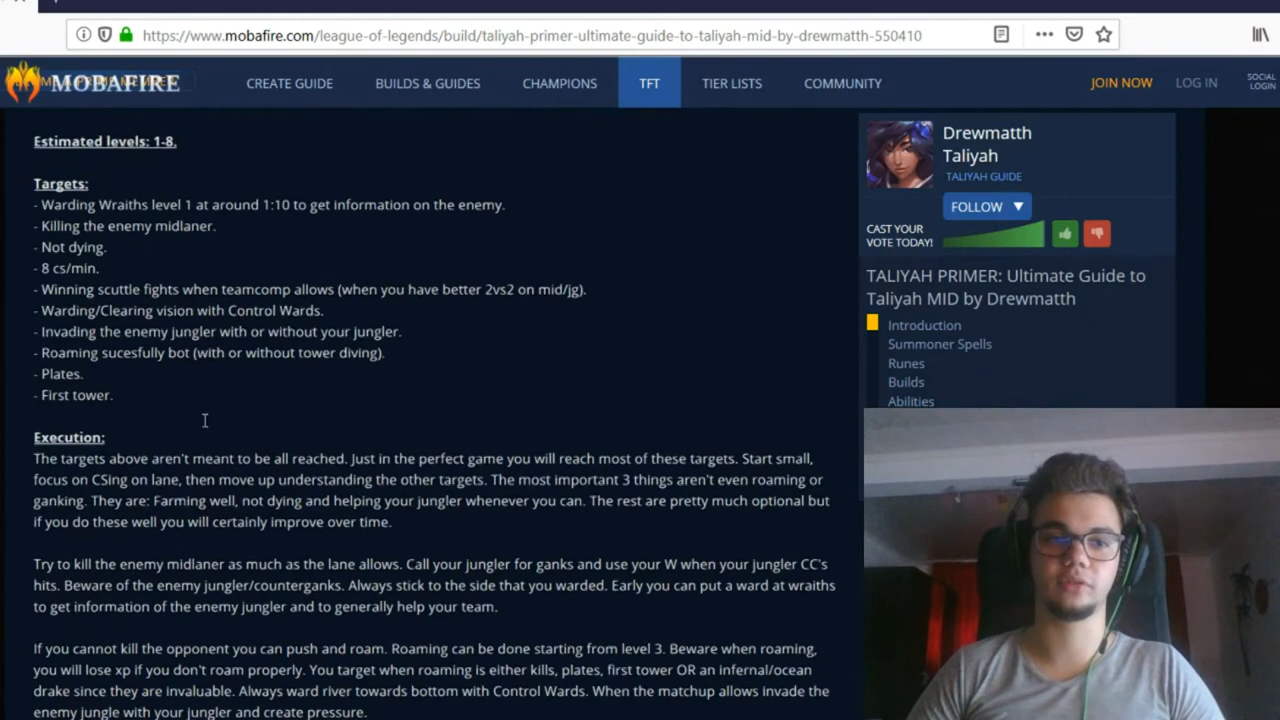 https://www.mobafire.com/league-of-legends/build/taliyah-primer-ultimate-guide-to-taliyah-mid-by-drewmatth-550410
MOBAFIRE CREATE GUIDE BUILDS & GUIDES CHAMPIONS TFT TIER LISTS COMMUNITY JOIN NOW LOG IN SOCIAL LOGIN
Estimated levels: 1-8.
Targets:
- Warding Wraiths level 1 at around 1:10 to get information on the enemy.
- Killing the enemy midlaner.
- Not dying.
- 8 cs/min.
- Winning scuttle fights when teamcomp allows (when you have better 2vs2 on mid/jg).
- Warding/Clearing vision with Control Wards.
- Invading the enemy jungler with or without your jungler.
- Roaming sucesfully bot (with or without tower diving).
- Plates.
- First tower.
Execution:
The targets above aren't meant to be all reached. Just in the perfect game you will reach most of these targets. Start small,
focus on CSing on lane, then move up understanding the other targets. The most important 3 things aren't even roaming or
ganking. They are: Farming well, not dying and helping your jungler whenever you can. The rest are pretty much optional but
if you do these well you will certainly improve over time.
Try to kill the enemy midlaner as much as the lane allows. Call your jungler for ganks and use your W when your jungler CC's
hits. Beware of the enemy jungler/counterganks. Always stick to the side that you warded. Early you can put a ward at wraiths
to get information of the enemy jungler and to generally help your team.
If you cannot kill the opponent you can push and roam. Roaming can be done starting from level 3. Beware when roaming,
you will lose xp if you don't roam properly. You target when roaming is either kills, plates, first tower OR an infernal/ocean
drake since they are invaluable. Always ward river towards bottom with Control Wards. When the matchup allows invade the
enemy jungle with your jungler and create pressure.
Drewmatth
Taliyah
TALIYAH GUIDE
FOLLOW
CAST YOUR
VOTE TODAY!
TALIYAH PRIMER: Ultimate Guide to
Taliyah MID by Drewmatth
Introduction
Summoner Spells
Runes
Builds
Abilities